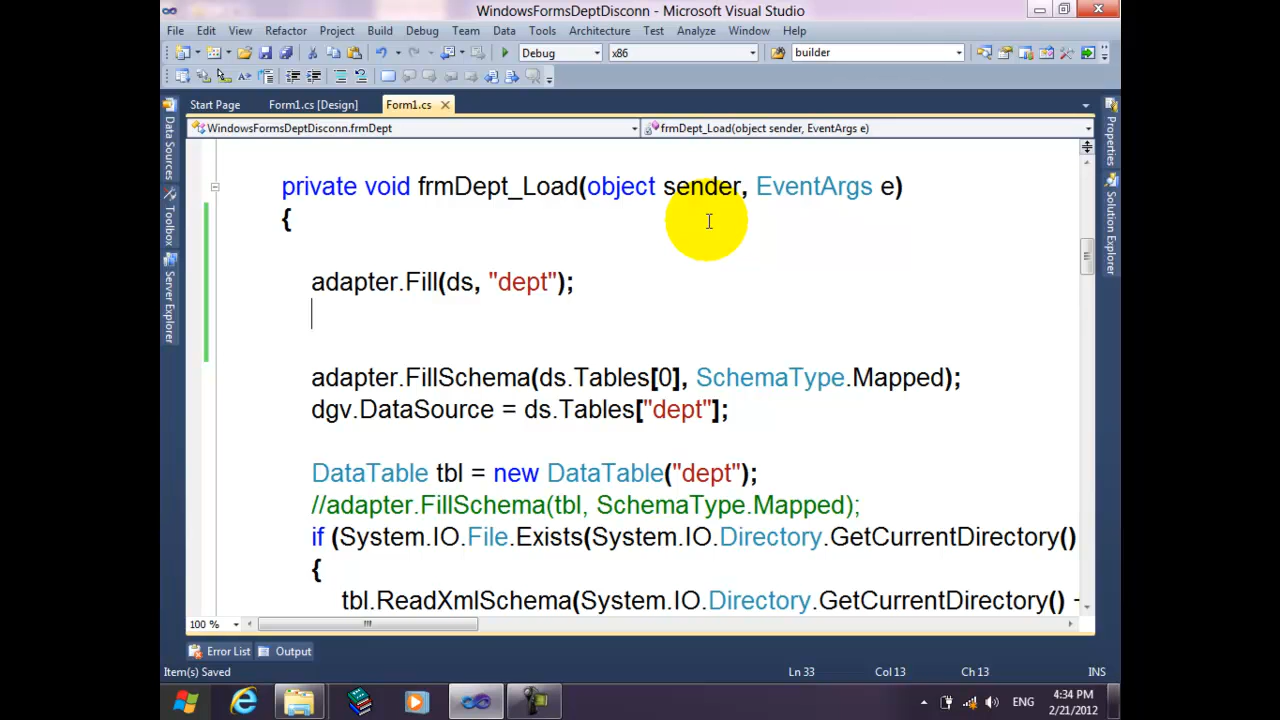 WindowsFormsDeptDisconn - Microsoft Visual Studio
File Edit View Refactor Project Build Debug Team Data Tools Architecture Test Analyze Window Help
Debug x86 builder
Start Page Form1.cs [Design] Form1.cs
WindowsFormsDeptDisconn.frmDept frmDept_Load(object sender, EventArgs e)
Data Sources
Toolbox
Server Explorer
Properties
Solution Explorer
private void frmDept_Load(object sender, EventArgs e)
{
adapter.Fill(ds, "dept");
adapter.FillSchema(ds.Tables[0], SchemaType.Mapped);
dgv.DataSource = ds.Tables["dept"];
DataTable tbl = new DataTable("dept");
//adapter.FillSchema(tbl, SchemaType.Mapped);
if (System.IO.File.Exists(System.IO.Directory.GetCurrentDirectory()
{
tbl.ReadXmlSchema(System.IO.Directory.GetCurrentDirectory()
100 %
Error List Output
Item(s) Saved Ln 33 Col 13 Ch 13 INS
ENG 4:34 PM
2/21/2012